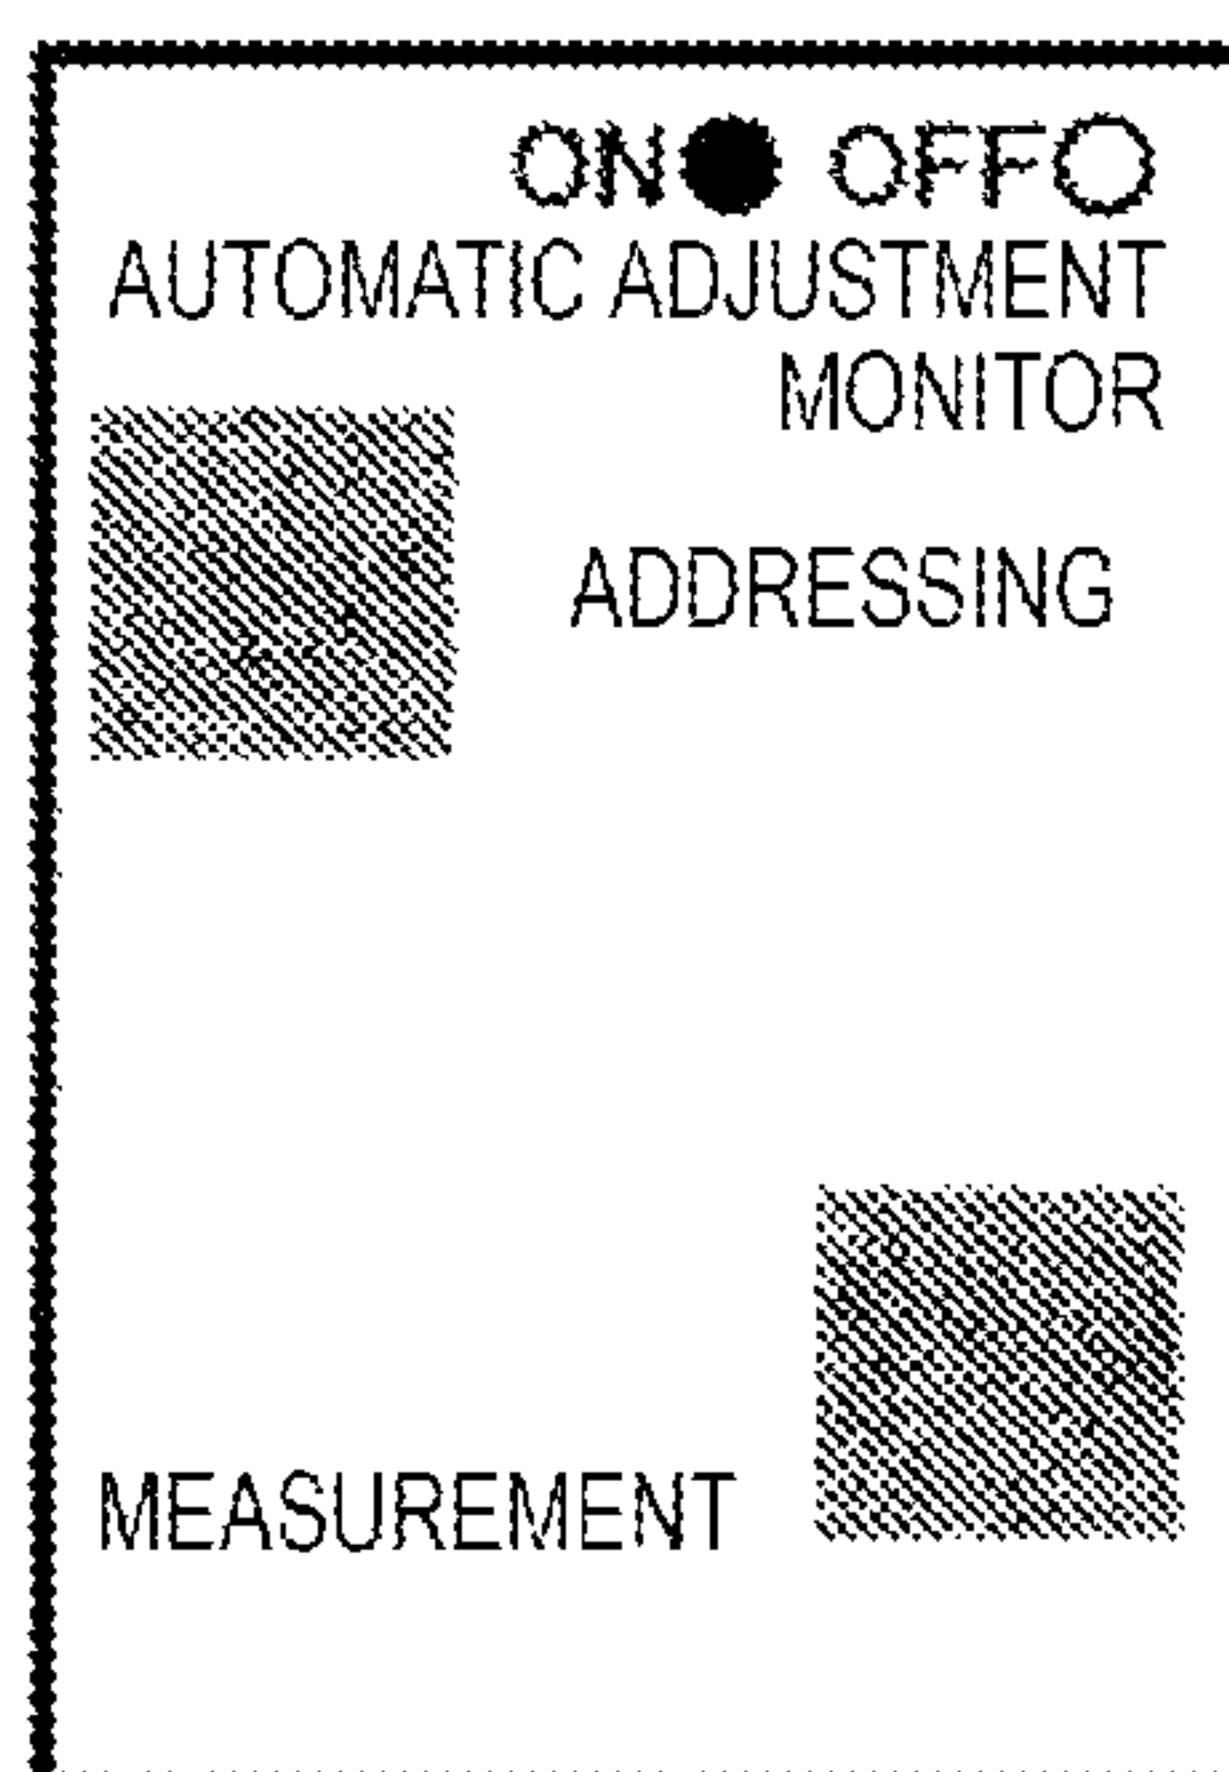 ON● OFF○
AUTOMATIC ADJUSTMENT
MONITOR
ADDRESSING
MEASUREMENT